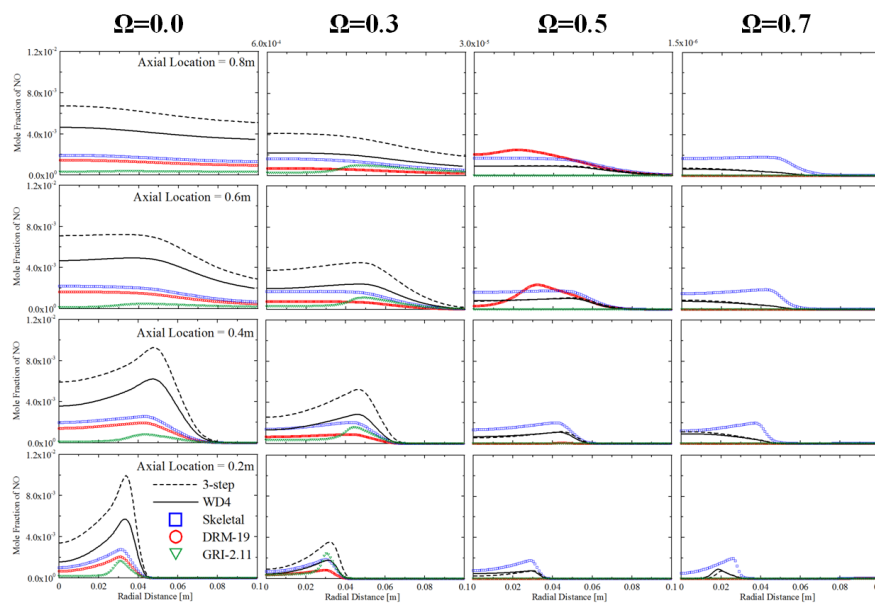 Ω=0.0 Ω=0.3 Ω=0.5 Ω=0.7
1.2x10⁻² 6.0x10⁻⁴ 3.0x10⁻⁵ 1.5x10⁻⁶
Axial Location = 0.8m
Mole Fraction of NO
8.0x10⁻³
4.0x10⁻³
0.0x10⁰
1.2x10⁻²
Axial Location = 0.6m
Mole Fraction of NO
8.0x10⁻³
4.0x10⁻³
0.0x10⁰
1.2x10⁻²
Axial Location = 0.4m
Mole Fraction of NO
8.0x10⁻³
4.0x10⁻³
0.0x10⁰
1.2x10⁻²
Axial Location = 0.2m
Mole Fraction of NO
8.0x10⁻³
4.0x10⁻³
0.0x10⁰
3-step
WD4
Skeletal
DRM-19
GRI-2.11
0 0.02 0.04 0.06 0.08 0.1 0.02 0.04 0.06 0.08 0.1 0.02 0.04 0.06 0.08 0.1 0.02 0.04 0.06 0.08 0.
Radial Distance [m] Radial Distance [m] Radial Distance [m] Radial Distance [m]